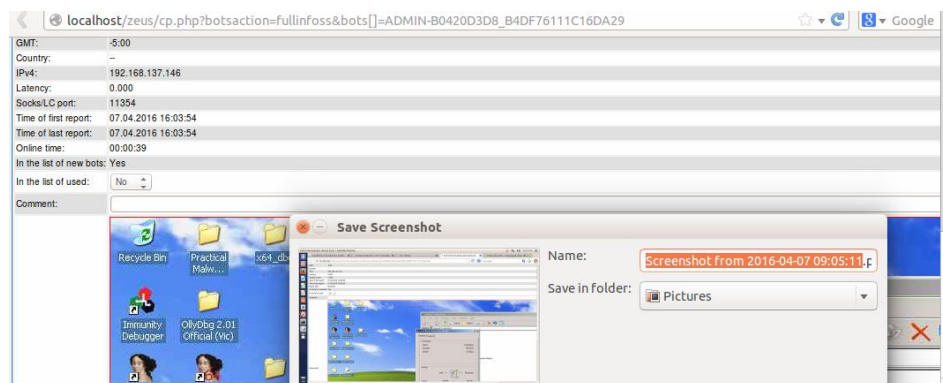 localhost/zeus/cp.php?botsaction=fullinfoss&bots[]=ADMIN-B0420D3D8_B4DF76111C16DA29
Google
GMT: -5:00
Country: --
IPv4: 192.168.137.146
Latency: 0.000
Socks/LC port: 11354
Time of first report: 07.04.2016 16:03:54
Time of last report: 07.04.2016 16:03:54
Online time: 00:00:39
In the list of new bots: Yes
In the list of used: No
Comment:
Save Screenshot
Name: Screenshot from 2016-04-07 09:05:11.p
Save in folder: Pictures
Recycle Bin
Practical Malw...
x64_db
Immunity Debugger
OllyDbg 2.01 Official (Vic)